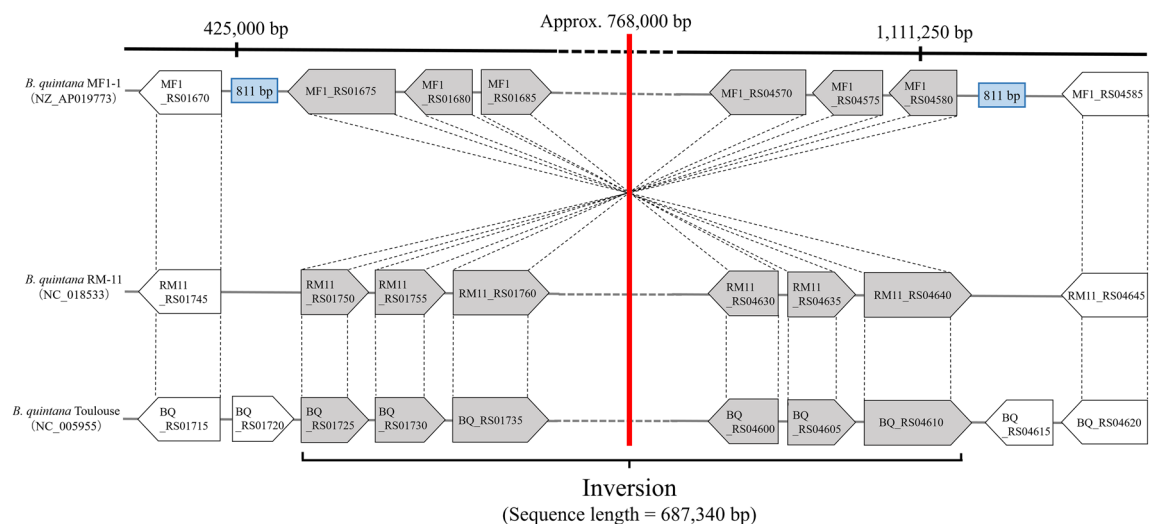 Approx. 768,000 bp
425,000 bp
1,111,250 bp
B. quintana MF1-1
(NZ_AP019773)
MF1
_RS01670
811 bp
MF1_RS01675
MF1
_RS01680
MF1
_RS01685
MF1_RS04570
MF1
_RS04575
MF1
_RS04580
811 bp
MF1_RS04585
B. quintana RM-11
(NC_018533)
RM11
_RS01745
RM11
_RS01750
RM11
_RS01755
RM11_RS01760
RM11
_RS04630
RM11
_RS04635
RM11_RS04640
RM11_RS04645
B. quintana Toulouse
(NC_005955)
BQ
_RS01715
BQ
_RS01720
BQ
_RS01725
BQ
_RS01730
BQ_RS01735
BQ
_RS04600
BQ
_RS04605
BQ_RS04610
BQ
_RS04615
BQ_RS04620
Inversion
(Sequence length = 687,340 bp)